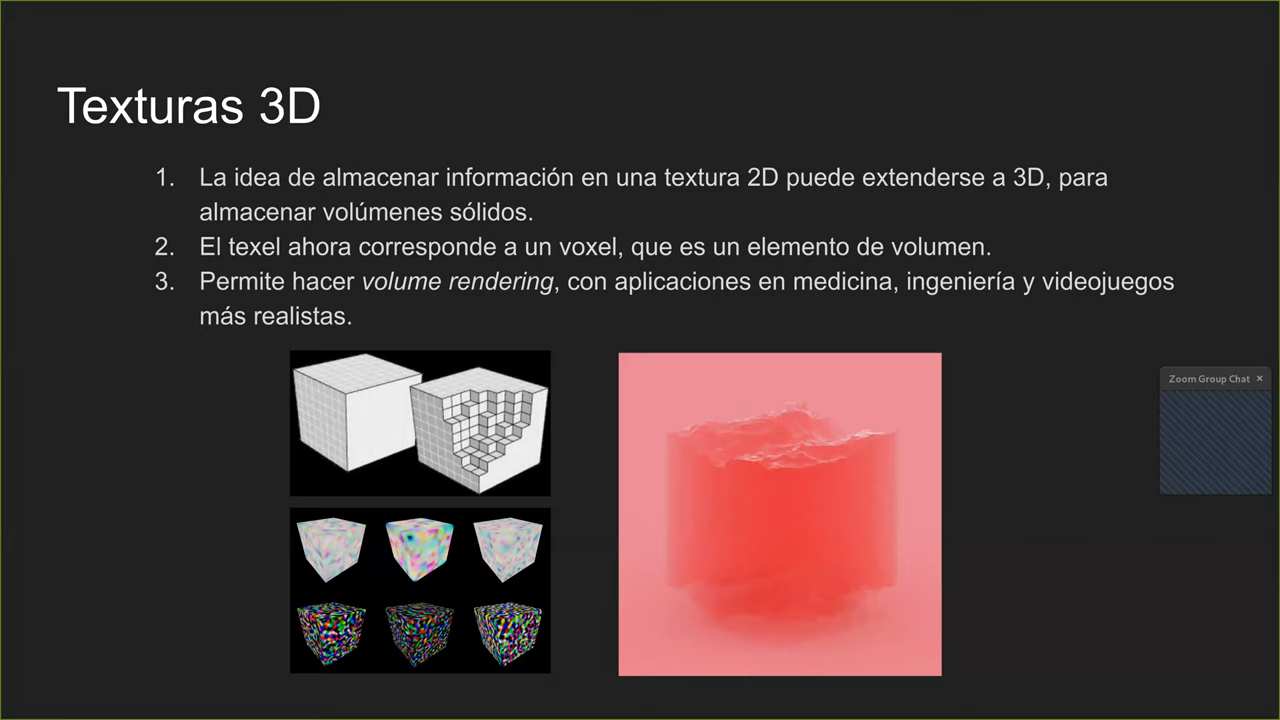 Texturas 3D
1. La idea de almacenar información en una textura 2D puede extenderse a 3D, para
almacenar volúmenes sólidos.
2. El texel ahora corresponde a un voxel, que es un elemento de volumen.
3. Permite hacer volume rendering, con aplicaciones en medicina, ingeniería y videojuegos
más realistas.
Zoom Group Chat ×